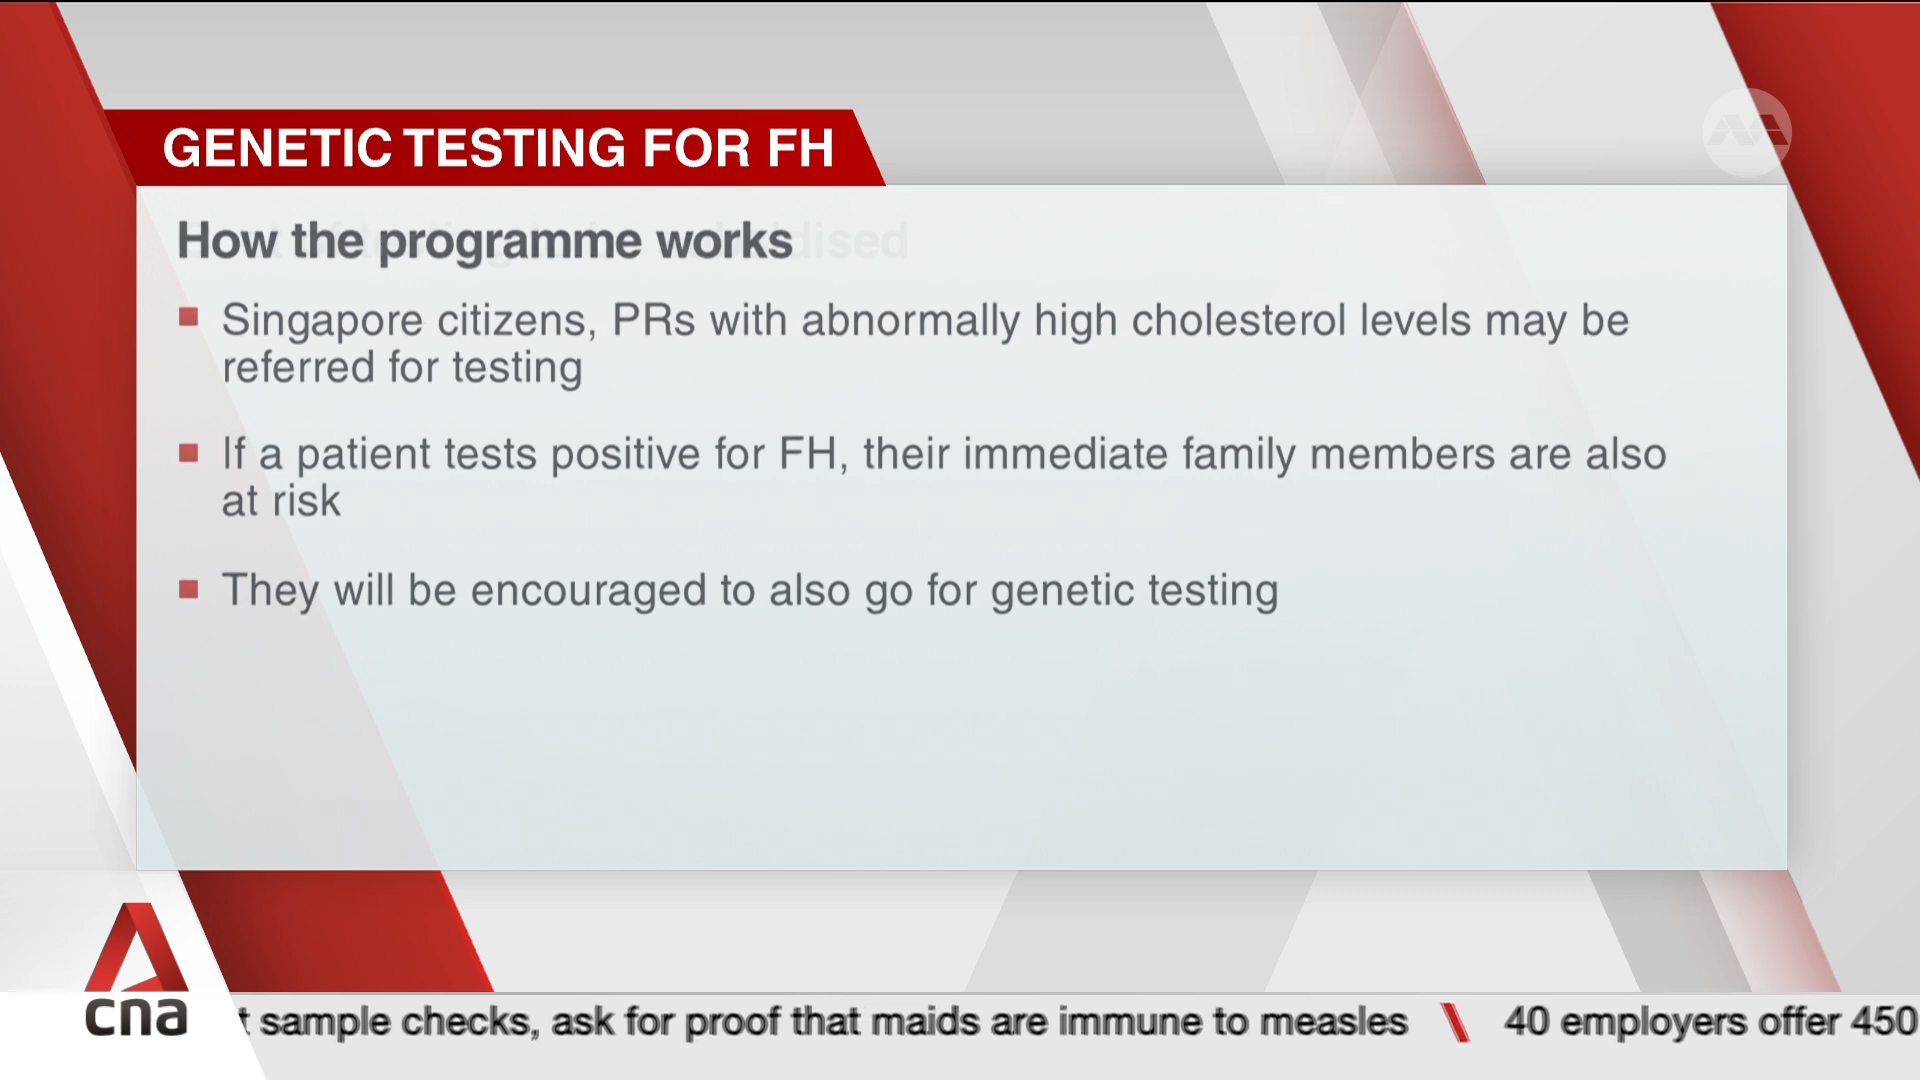 GENETIC TESTING FOR FH
How the programme works
Singapore citizens, PRs with abnormally high cholesterol levels may be
referred for testing
If a patient tests positive for FH, their immediate family members are also
at risk
They will be encouraged to also go for genetic testing
cna
sample checks, ask for proof that maids are immune to measles
40 employers offer 450